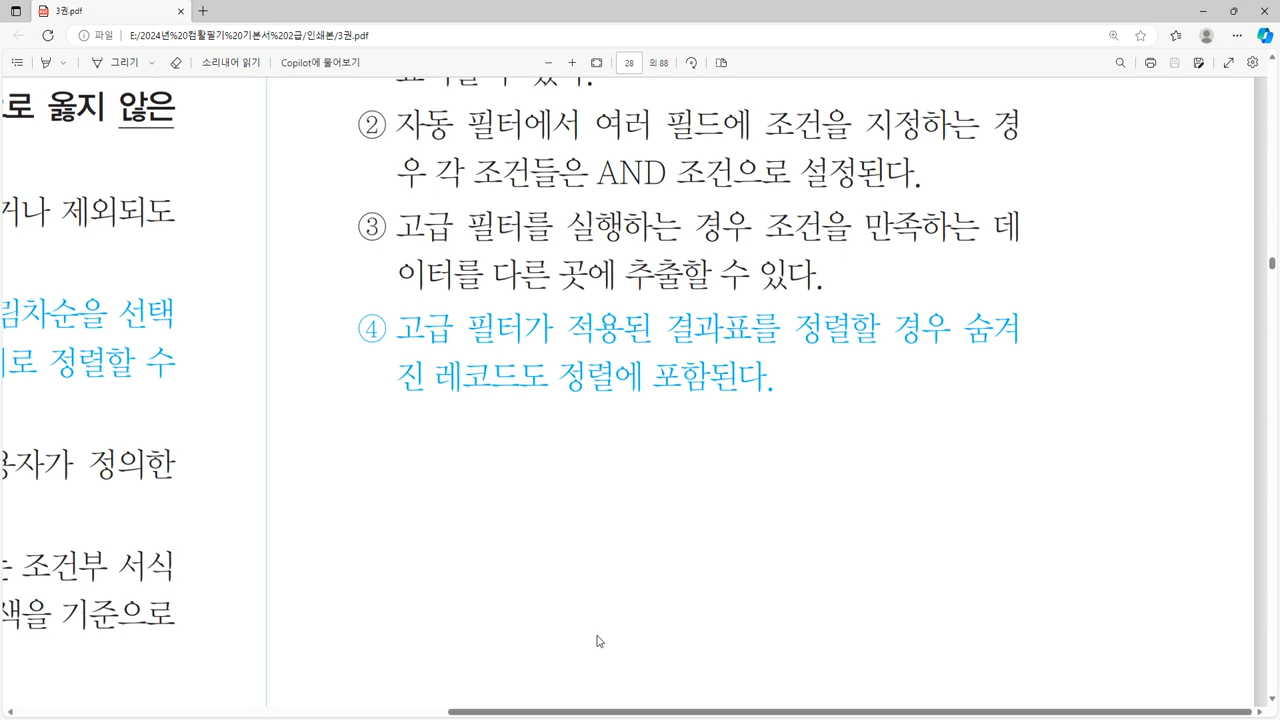 3권.pdf
파일
E:/2024년%20컴활필기%20기본서%202급/인쇄본/3권.pdf
그리기
소리내어 읽기
Copilot에 물어보기
28
의 88
로 옳지 않은
거나 제외되도
림차순을 선택
로 정렬할 수
용자가 정의한
는 조건부 서식
색을 기준으로
② 자동 필터에서 여러 필드에 조건을 지정하는 경
우 각 조건들은 AND 조건으로 설정된다.
③ 고급 필터를 실행하는 경우 조건을 만족하는 데
이터를 다른 곳에 추출할 수 있다.
④ 고급 필터가 적용된 결과표를 정렬할 경우 숨겨
진 레코드도 정렬에 포함된다.